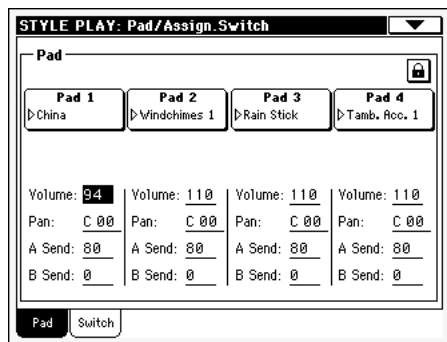 STYLE PLAY: Pad/Assign.Switch
Pad
Pad 1 Pad 2 Pad 3 Pad 4
China Windchimes 1 Rain Stick Tamb. Acc. 1
Volume: 94 Volume: 110 Volume: 110 Volume: 110
Pan: C 00 Pan: C 00 Pan: C 00 Pan: C 00
A Send: 80 A Send: 80 A Send: 80 A Send: 80
B Send: 0 B Send: 0 B Send: 0 B Send: 0
Pad Switch